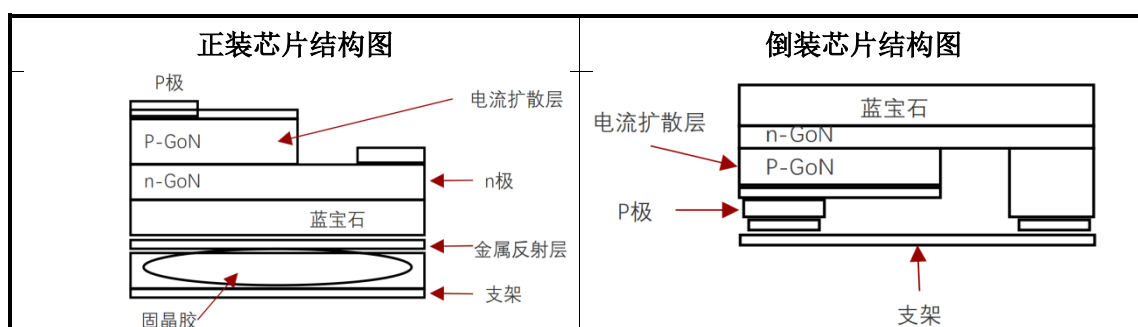 正装芯片结构图
P极
电流扩散层
P-GoN
n-GoN
n极
蓝宝石
金属反射层
支架
固晶胶
倒装芯片结构图
蓝宝石
电流扩散层
n-GoN
P-GoN
P极
支架